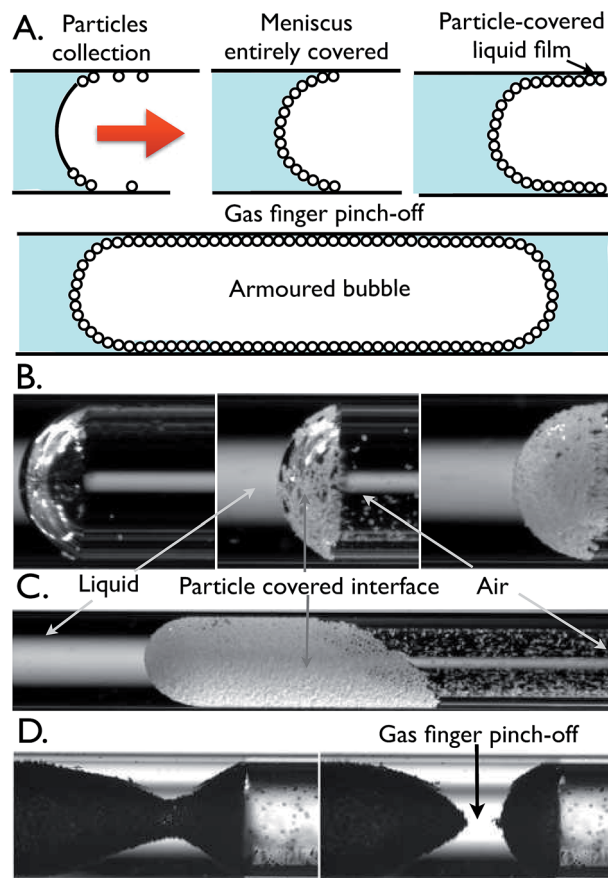 A.
Particles
collection
Meniscus
entirely covered
Particle-covered
liquid film
Gas finger pinch-off
Armoured bubble
B.
Liquid
Particle covered interface
Air
C.
D.
Gas finger pinch-off